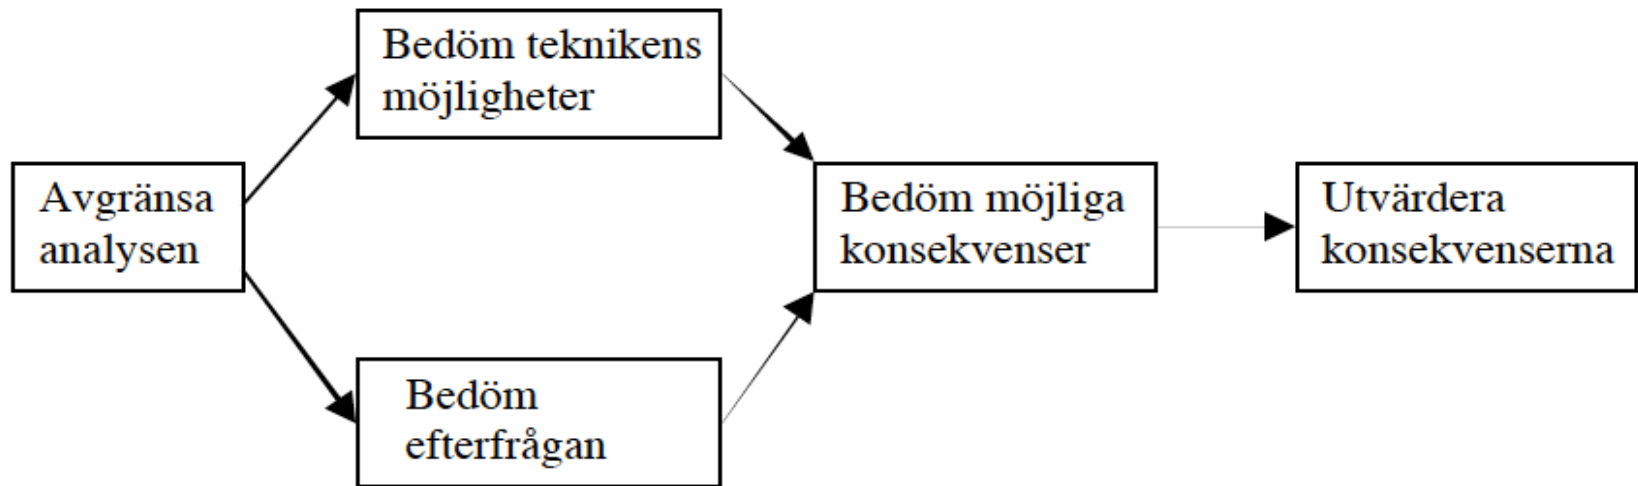 Avgränsa
analysen
Bedöm teknikens
möjligheter
Bedöm
efterfrågan
Bedöm möjliga
konsekvenser
Utvärdera
konsekvenserna